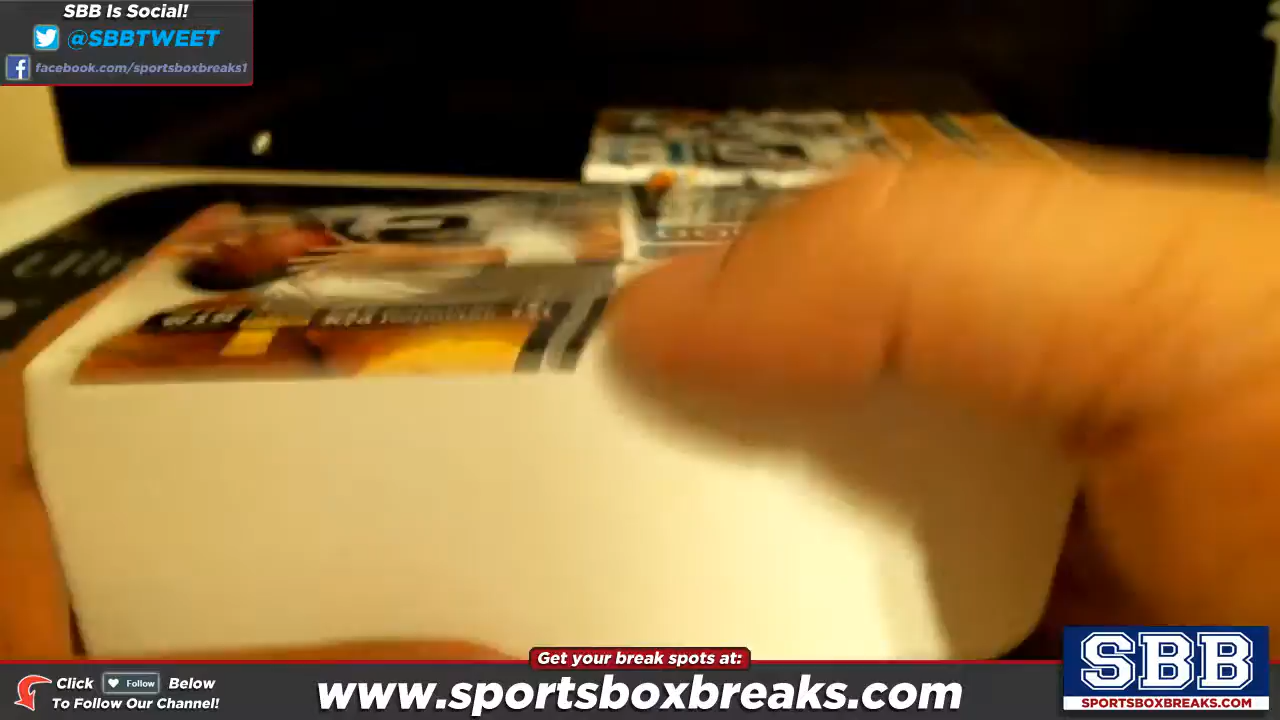 SBB Is Social!
@SBBTWEET
facebook.com/sportsboxbreaks1
Get your break spots at:
Click Follow Below
To Follow Our Channel!
www.sportsboxbreaks.com
SBB
SPORTSBOXBREAKS.COM